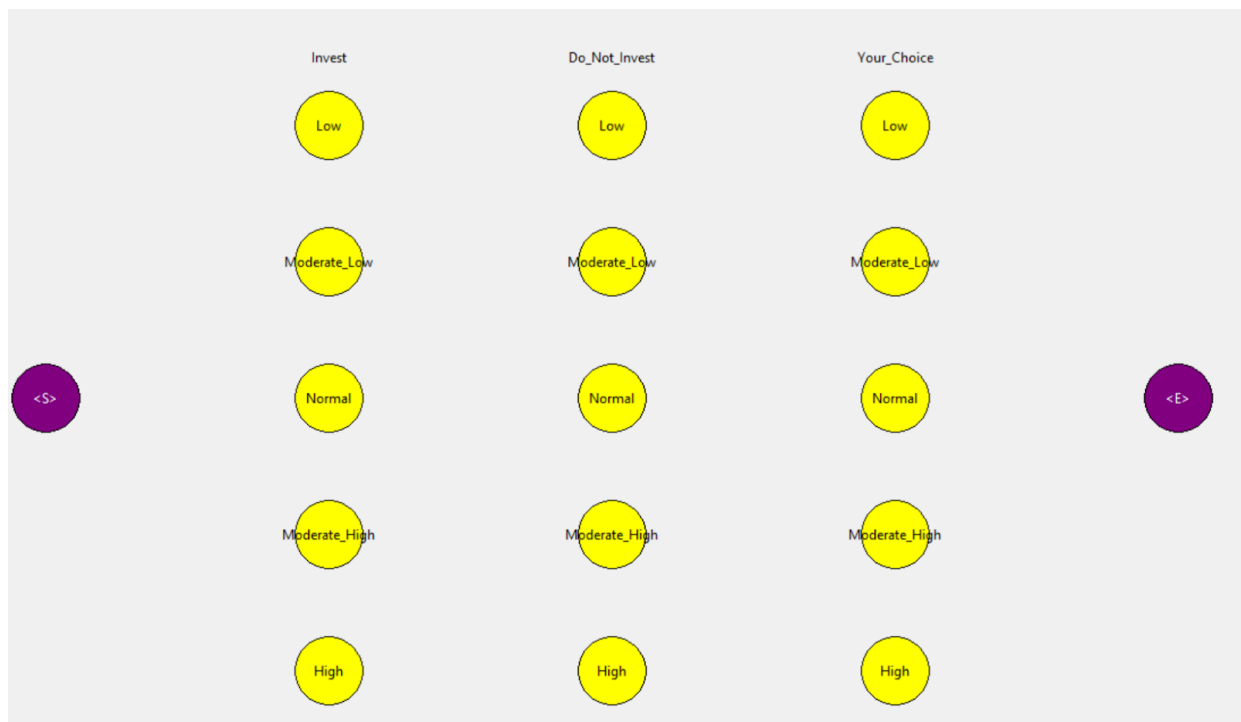 Invest Do_Not_Invest Your_Choice
Low Low Low
Moderate_Low Moderate_Low Moderate_Low
<S> Normal Normal Normal <E>
Moderate_High Moderate_High Moderate_High
High High High